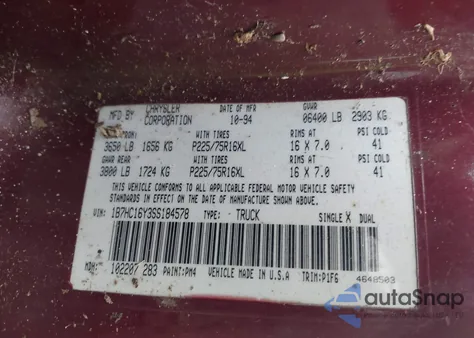 MFD BY CHRYSLER CORPORATION DATE OF MFR 10-94 GVWR 06400 LB 2903 KG
FRONT WITH TIRES RIMS AT PSI COLD
3650 LB 1656 KG P225/75R16XL 16 X 7.0 41
GAWR REAR WITH TIRES RIMS AT PSI COLD
3800 LB 1724 KG P225/75R16XL 16 X 7.0 41
THIS VEHICLE CONFORMS TO ALL APPLICABLE FEDERAL MOTOR VEHICLE SAFETY
STANDARDS IN EFFECT ON THE DATE OF MANUFACTURE SHOWN ABOVE.
VIN: 1B7HC16Y3SS184578 TYPE: TRUCK SINGLE X DUAL
MDH: 102207 283 PAINT: PM4 VEHICLE MADE IN U.S.A TRIM: P1F6 4648503
autaSnap